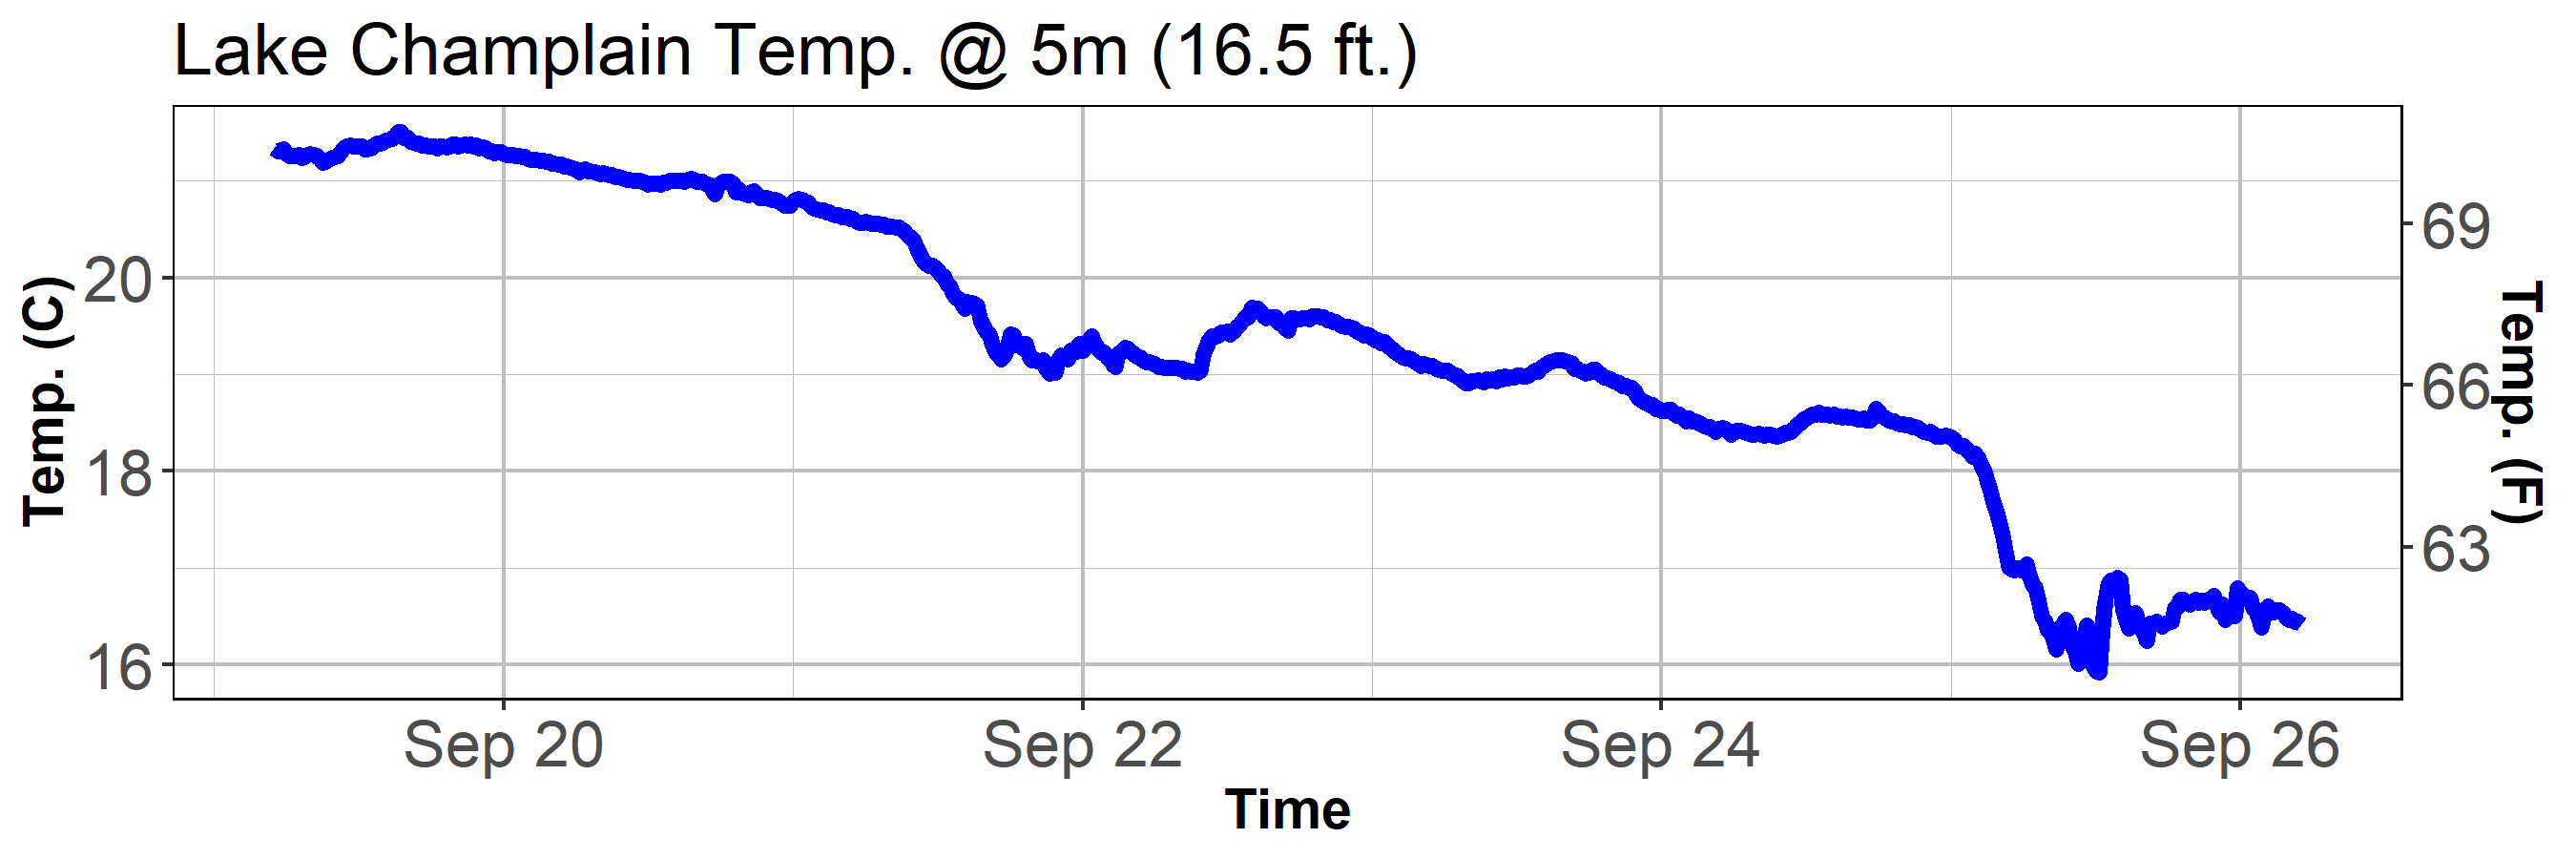 Lake Champlain Temp. @ 5m (16.5 ft.)
Temp. (C)
20
18
16
69
66
63
Temp. (F)
Sep 20 Sep 22 Sep 24 Sep 26
Time